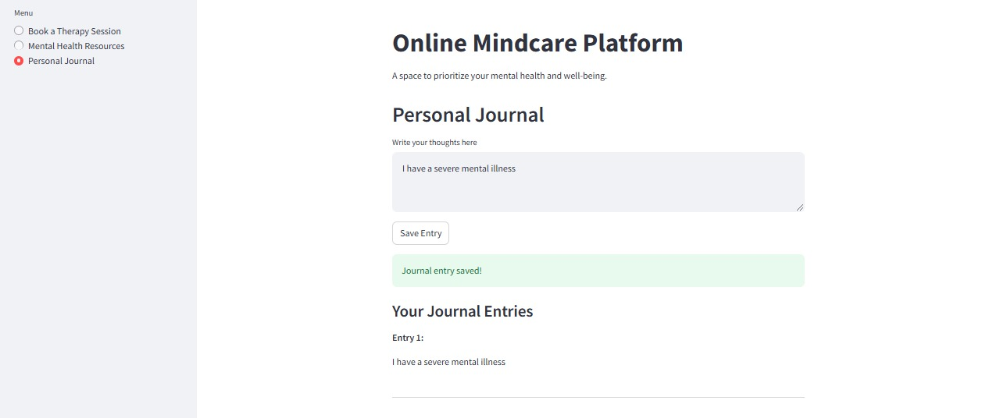 Menu
Book a Therapy Session
Mental Health Resources
Personal Journal
Online Mindcare Platform
A space to prioritize your mental health and well-being.
Personal Journal
Write your thoughts here
I have a severe mental illness
Save Entry
Journal entry saved!
Your Journal Entries
Entry 1:
I have a severe mental illness